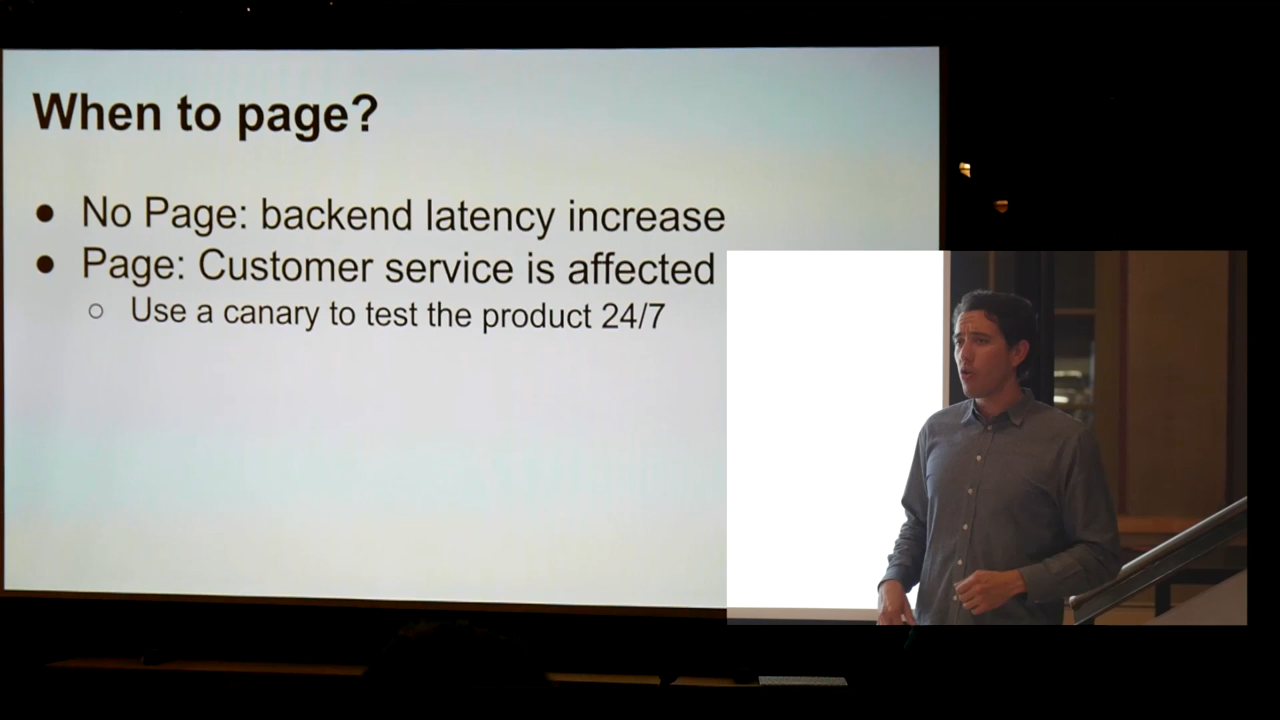 When to page?
● No Page: backend latency increase
● Page: Customer service is affected
○ Use a canary to test the product 24/7